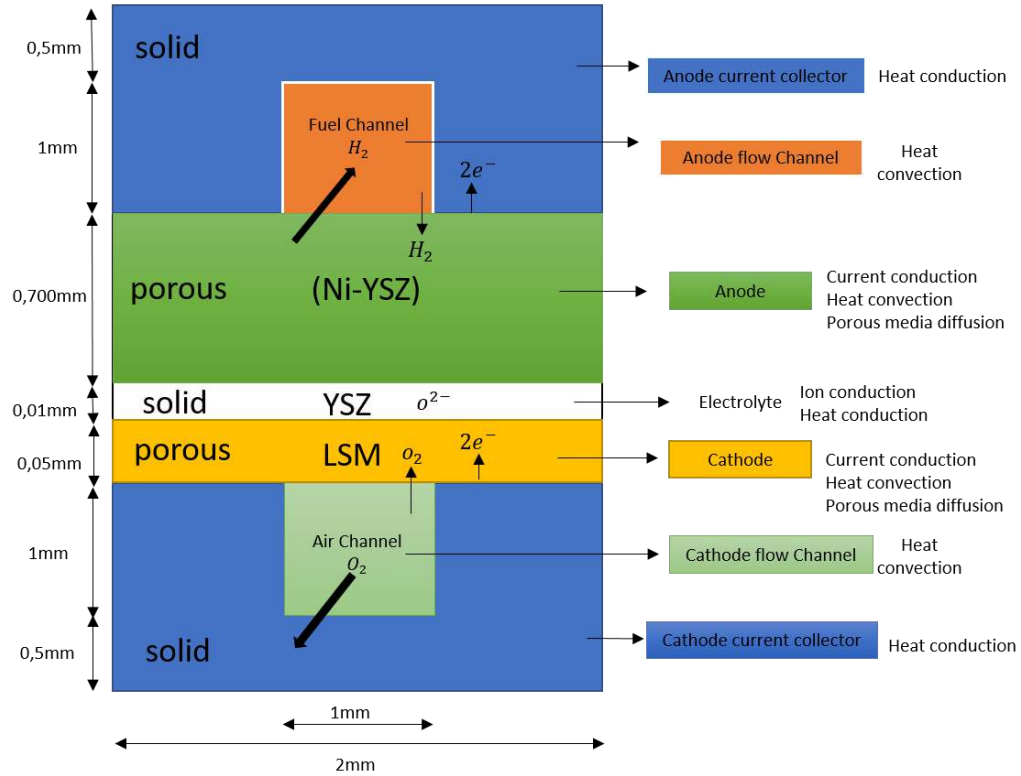 0,5mm
solid
Anode current collector
Heat conduction
1mm
Fuel Channel
H₂
2e⁻
Anode flow Channel
Heat
convection
H₂
0,700mm
porous
(Ni-YSZ)
Anode
Current conduction
Heat convection
Porous media diffusion
0,01mm
solid
YSZ
o²⁻
Electrolyte
Ion conduction
Heat conduction
0,05mm
porous
LSM
o₂
2e⁻
Cathode
Current conduction
Heat convection
Porous media diffusion
1mm
Air Channel
O₂
Cathode flow Channel
Heat
convection
0,5mm
solid
Cathode current collector
Heat conduction
1mm
2mm